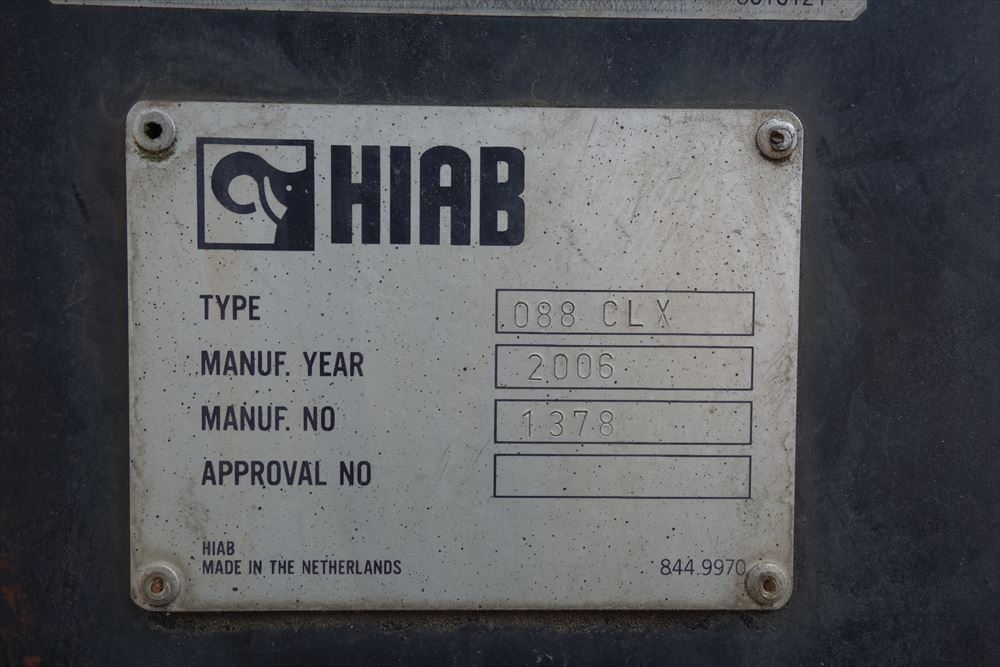 HIAB
TYPE 088 CLX
MANUF. YEAR 2006
MANUF. NO 1378
APPROVAL NO
HIAB
MADE IN THE NETHERLANDS 844.9970